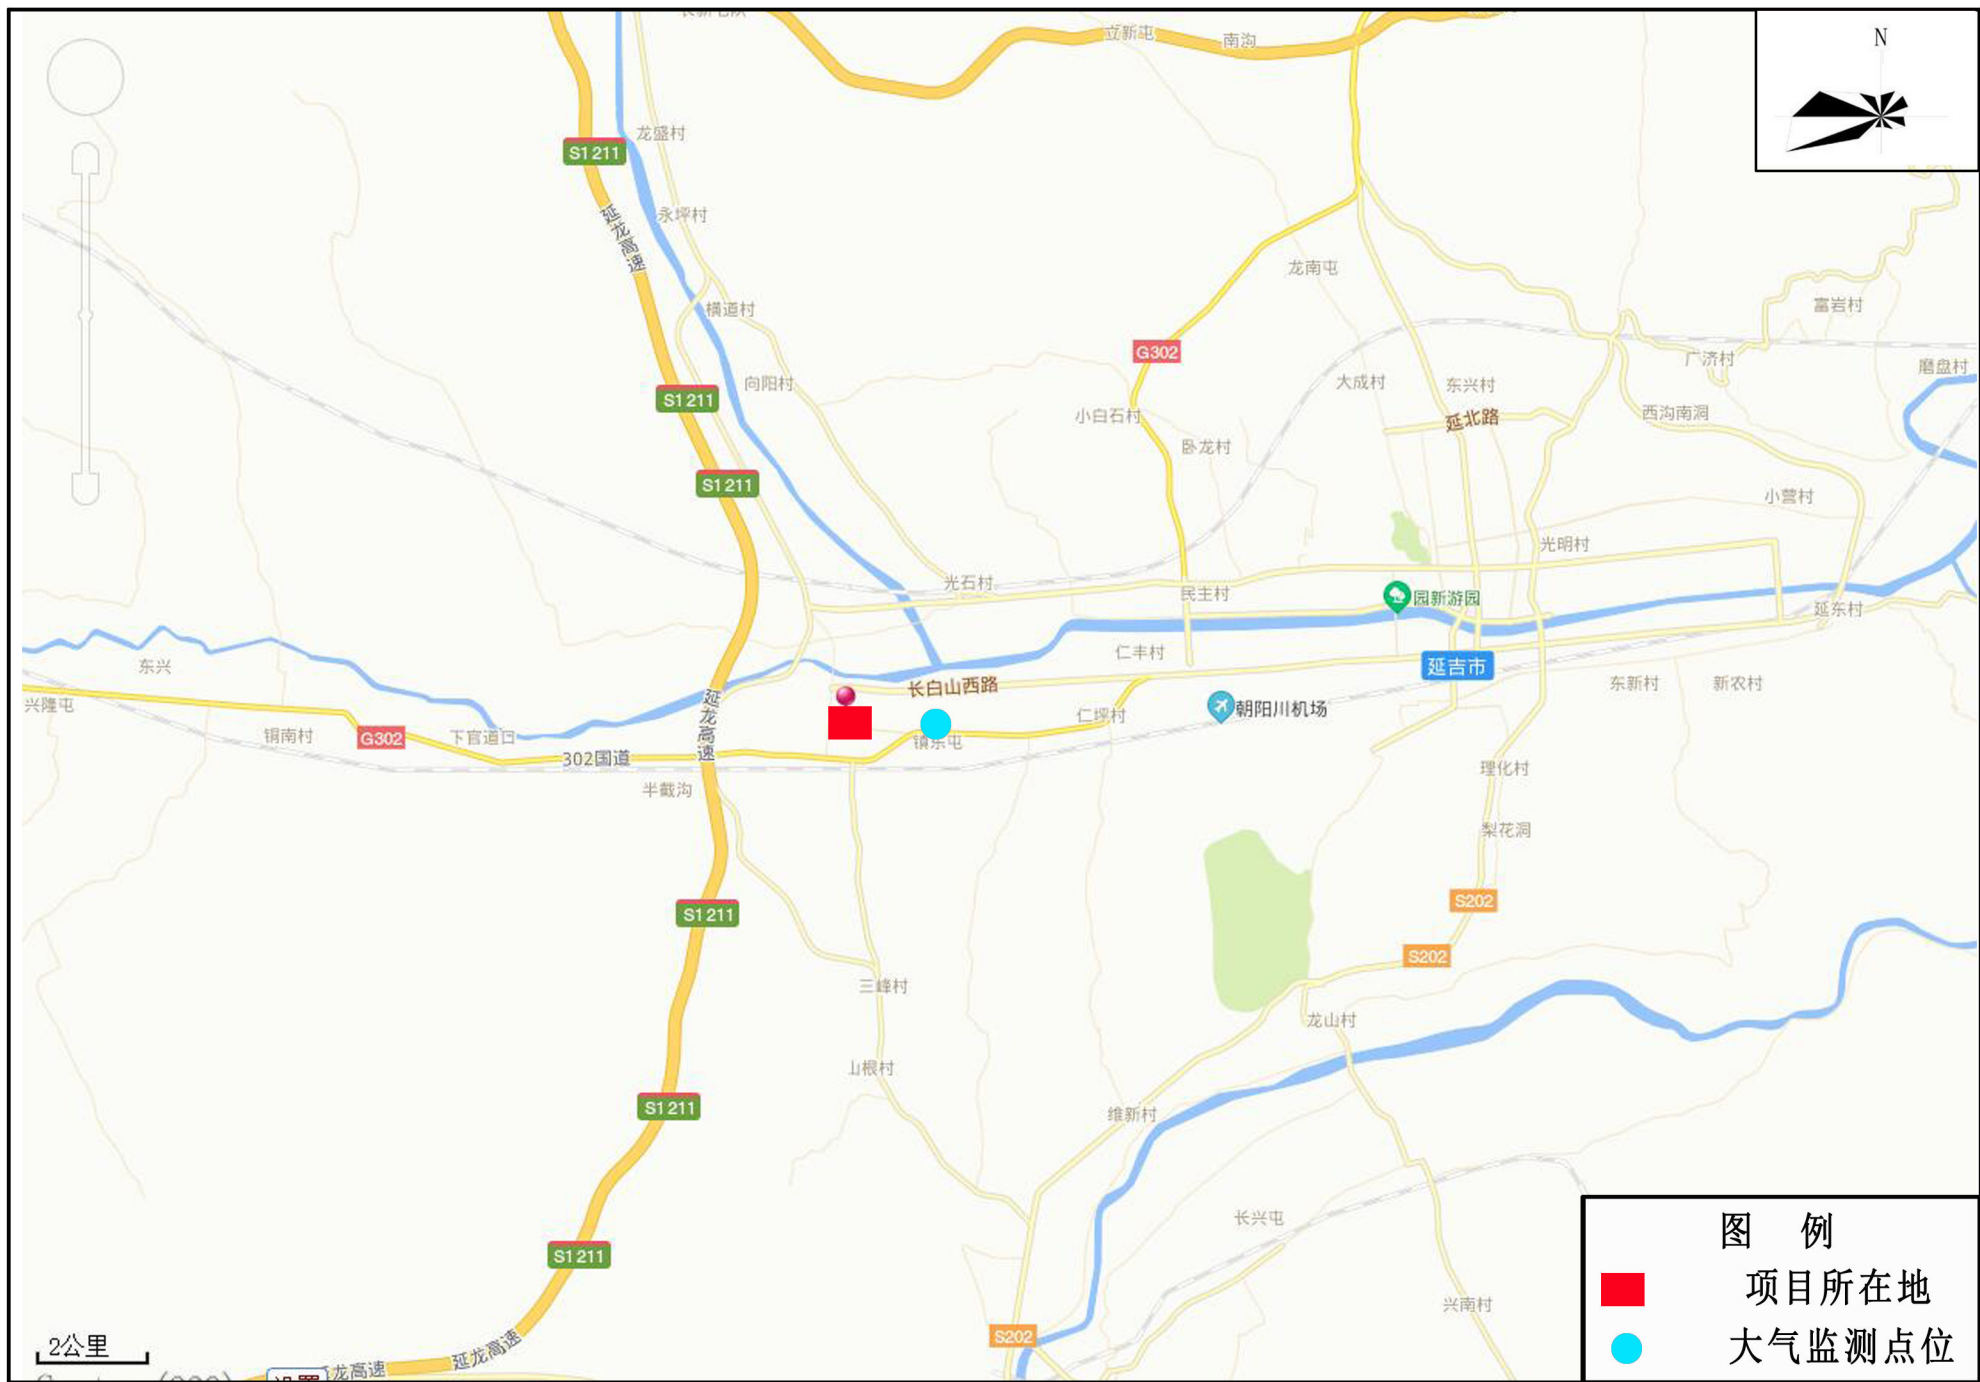 立新屯
南沟
N
龙盛村
S1211
永坪村
延龙高速
龙南屯
横道村
富岩村
G302
广济村
磨盘村
向阳村
大成村
东兴村
S1211
小白石村
延北路
西沟南洞
卧龙村
S1211
小营村
光明村
光石村
民主村
园新游园
延东村
仁丰村
东兴
延吉市
东新村
新农村
长白山西路
兴隆屯
朝阳川机场
仁坪村
铜南村
G302
下官道口
延龙高速
镇东屯
302国道
理化村
半截沟
梨花洞
S202
S1211
S202
三峰村
龙山村
山根村
S1211
维新村
长兴屯
S1211
兴南村
S202
2公里
延龙高速
延龙高速
图 例
项目所在地
大气监测点位